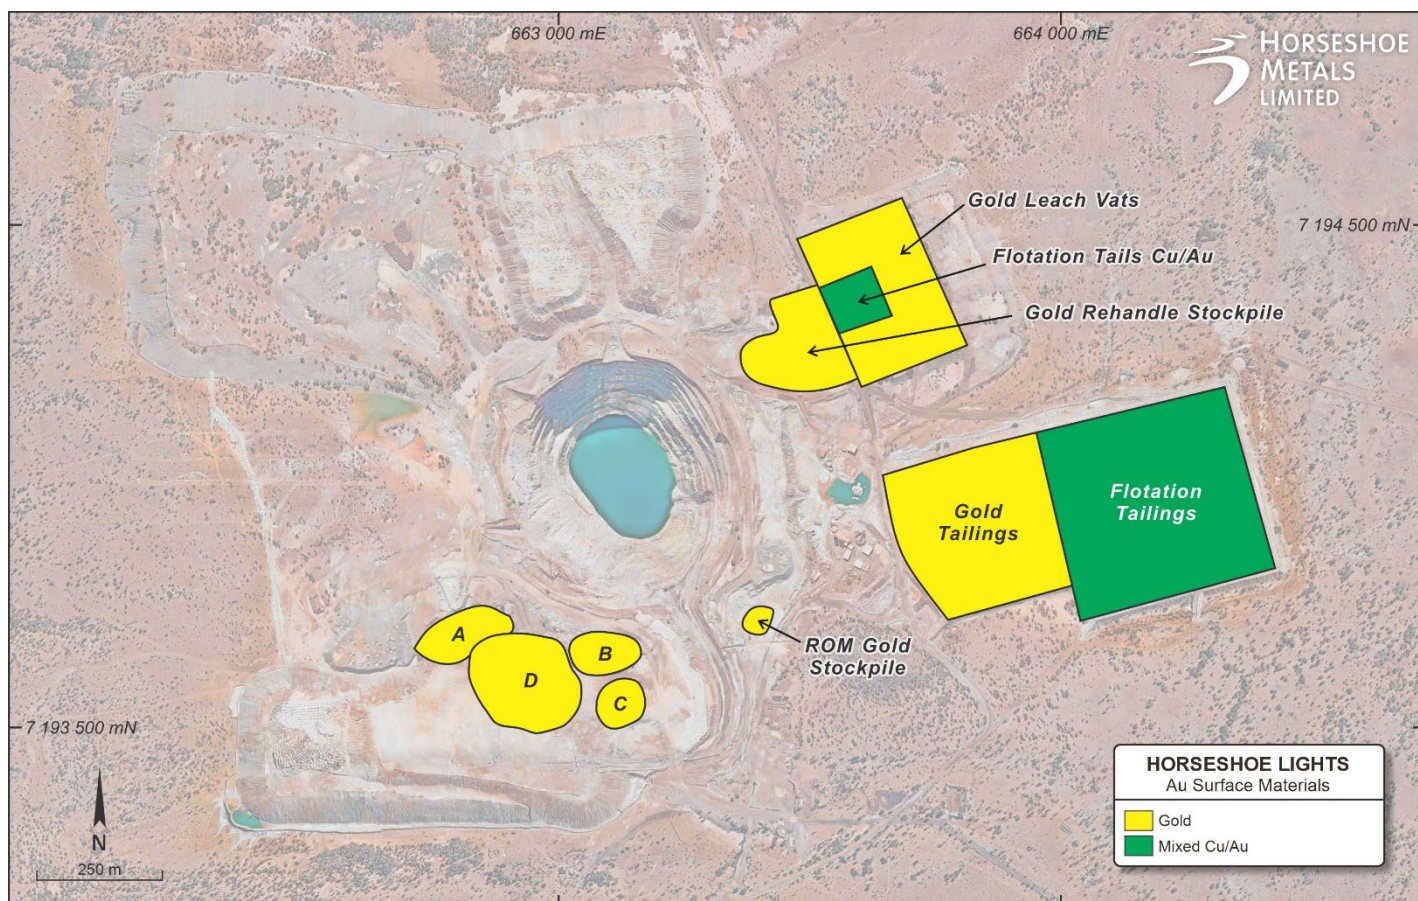 663 000 mE
664 000 mE
HORSESHOE
METALS
LIMITED
Gold Leach Vats
7 194 500 mN
Flotation Tails Cu/Au
Gold Rehandle Stockpile
Gold
Tailings
Flotation
Tailings
A
B
D
C
ROM Gold
Stockpile
7 193 500 mN
N
250 m
HORSESHOE LIGHTS
Au Surface Materials
Gold
Mixed Cu/Au